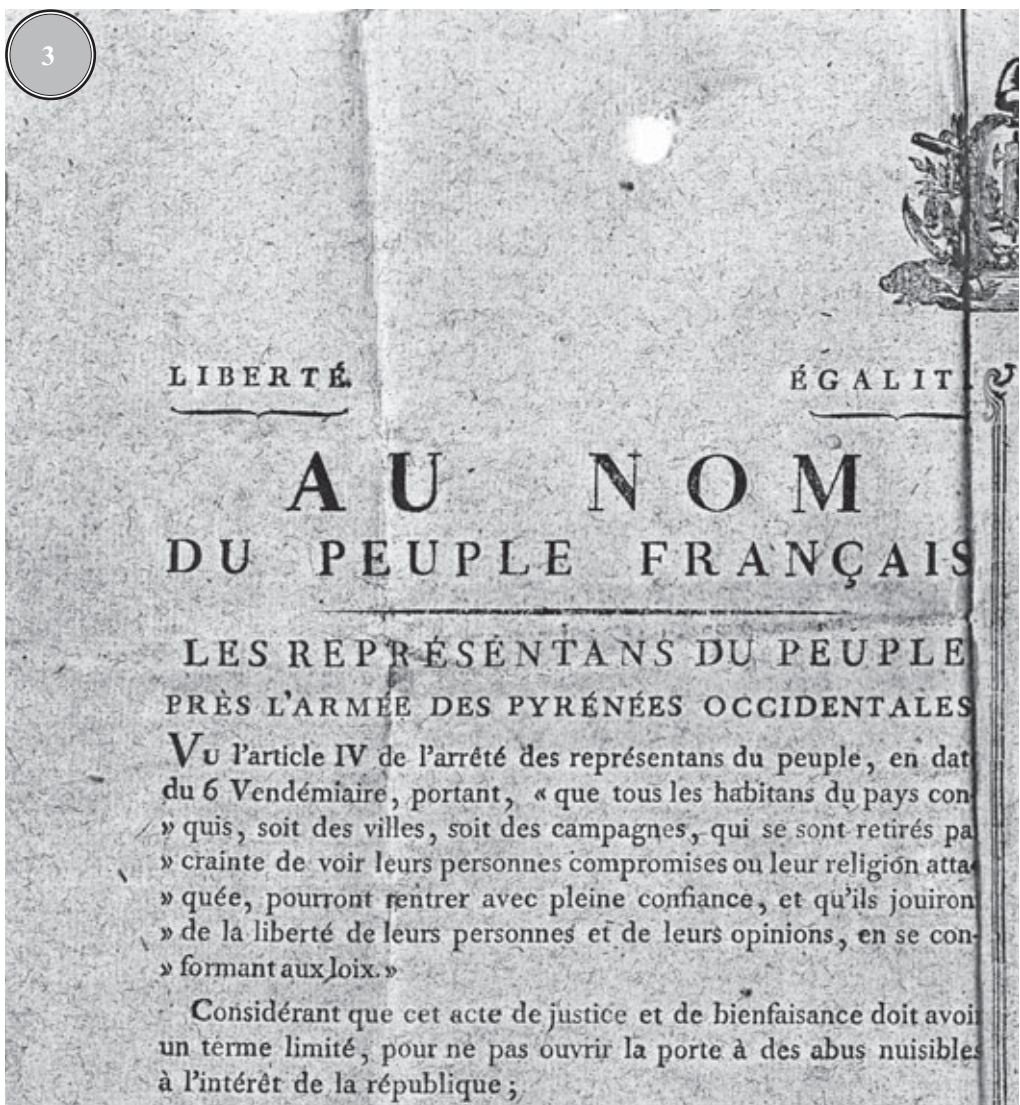 3
LIBERTÉ. ÉGALIT
AU NOM
DU PEUPLE FRANÇAIS
LES REPRÉSÉNTANS DU PEUPLE
PRÈS L'ARMÉE DES PYRÉNÉES OCCIDENTALES
VU l'article IV de l'arrêté des représentans du peuple, en dat
du 6 Vendémiaire, portant, « que tous les habitans du pays con-
» quis, soit des villes, soit des campagnes, qui se sont retirés pa
» crainte de voir leurs personnes compromises ou leur religion atta-
» quée, pourront rentrer avec pleine confiance, et qu'ils jouiron
» de la liberté de leurs personnes et de leurs opinions, en se con-
» formant aux loix. »
Considérant que cet acte de justice et de bienfaisance doit avoi
un terme limité, pour ne pas ouvrir la porte à des abus nuisibles
à l'intérêt de la république ;